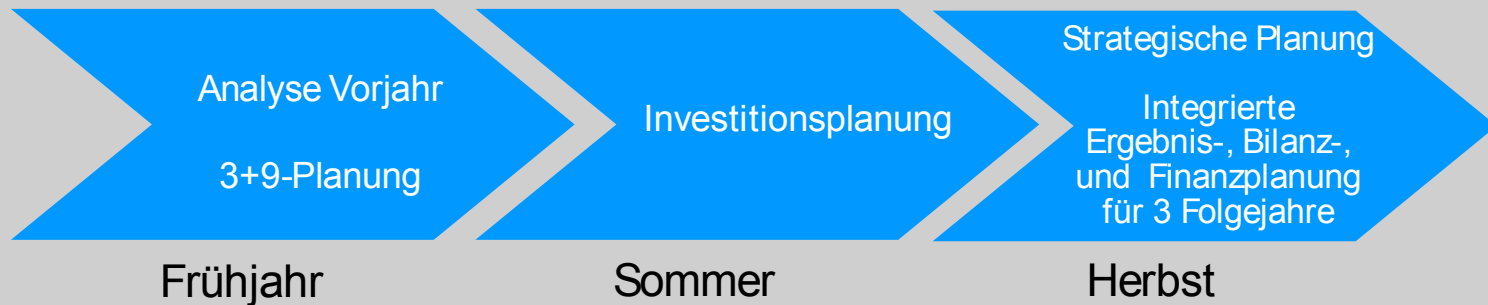 Analyse Vorjahr
3+9-Planung
Investitionsplanung
Strategische Planung
Integrierte
Ergebnis-, Bilanz-,
und Finanzplanung
für 3 Folgejahre
Frühjahr
Sommer
Herbst